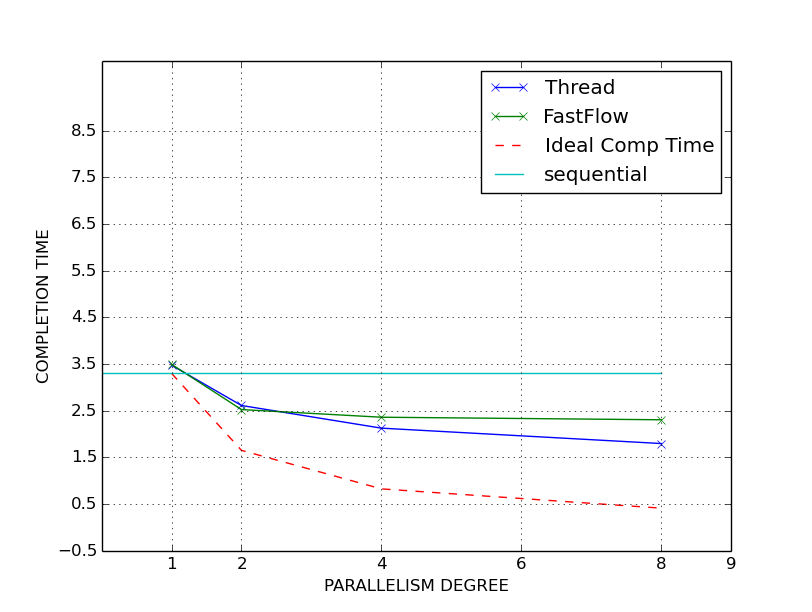 Thread
FastFlow
Ideal Comp Time
sequential
COMPLETION TIME
8.5
7.5
6.5
5.5
4.5
3.5
2.5
1.5
0.5
−0.5
1 2 4 6 8 9
PARALLELISM DEGREE